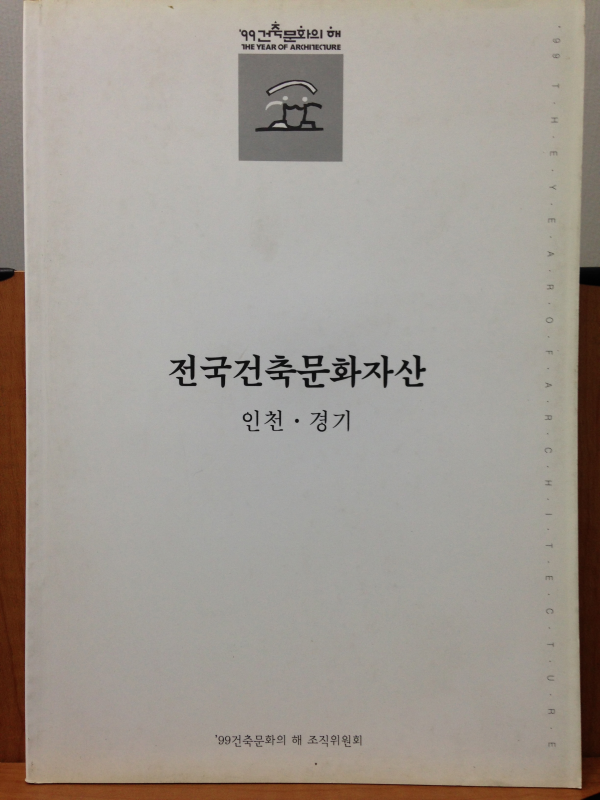 '99건축문화의 해
THE YEAR OF ARCHITECTURE
전국건축문화자산
인천·경기
'99건축문화의 해 조직위원회
'99 T·H·E·Y·E·A·R·O·F·A·R·C·H·I·T·E·C·T·U·R·E